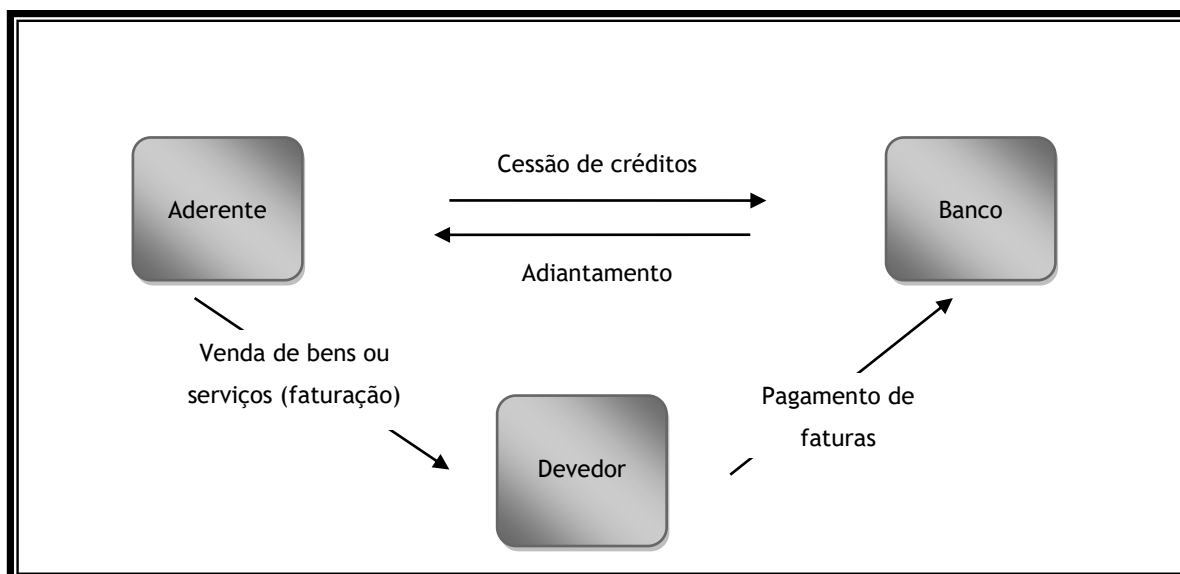 Cessão de créditos
Aderente
Banco
Adiantamento
Venda de bens ou
serviços (faturação)
Devedor
Pagamento de
faturas